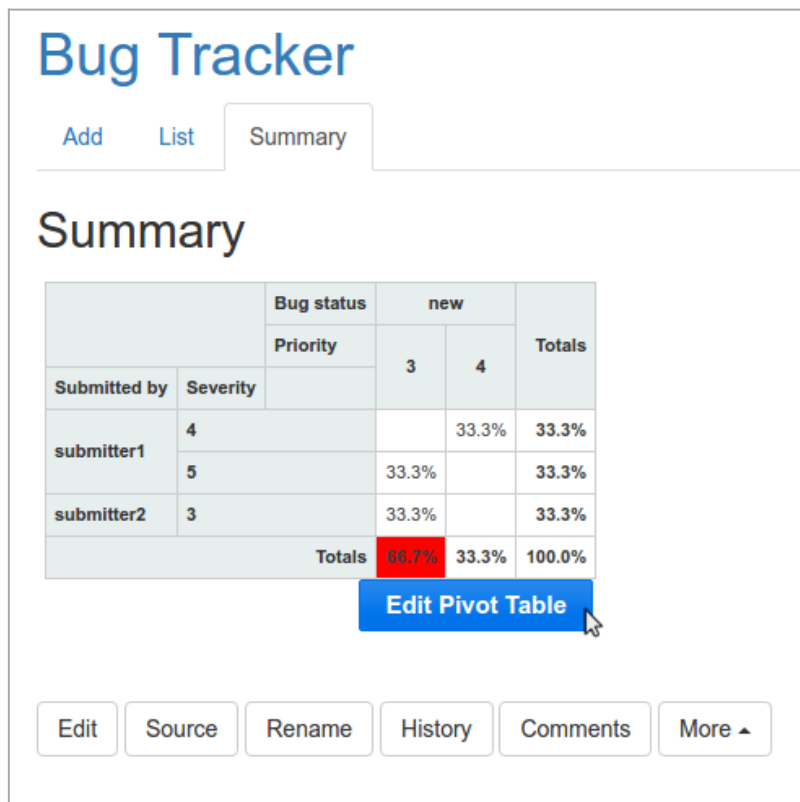 Bug Tracker
Add List Summary
Summary
Bug status new
Priority 3 4 Totals
Submitted by Severity
submitter1 4 33.3% 33.3%
5 33.3% 33.3%
submitter2 3 33.3% 33.3%
Totals 66.7% 33.3% 100.0%
Edit Pivot Table
Edit Source Rename History Comments More